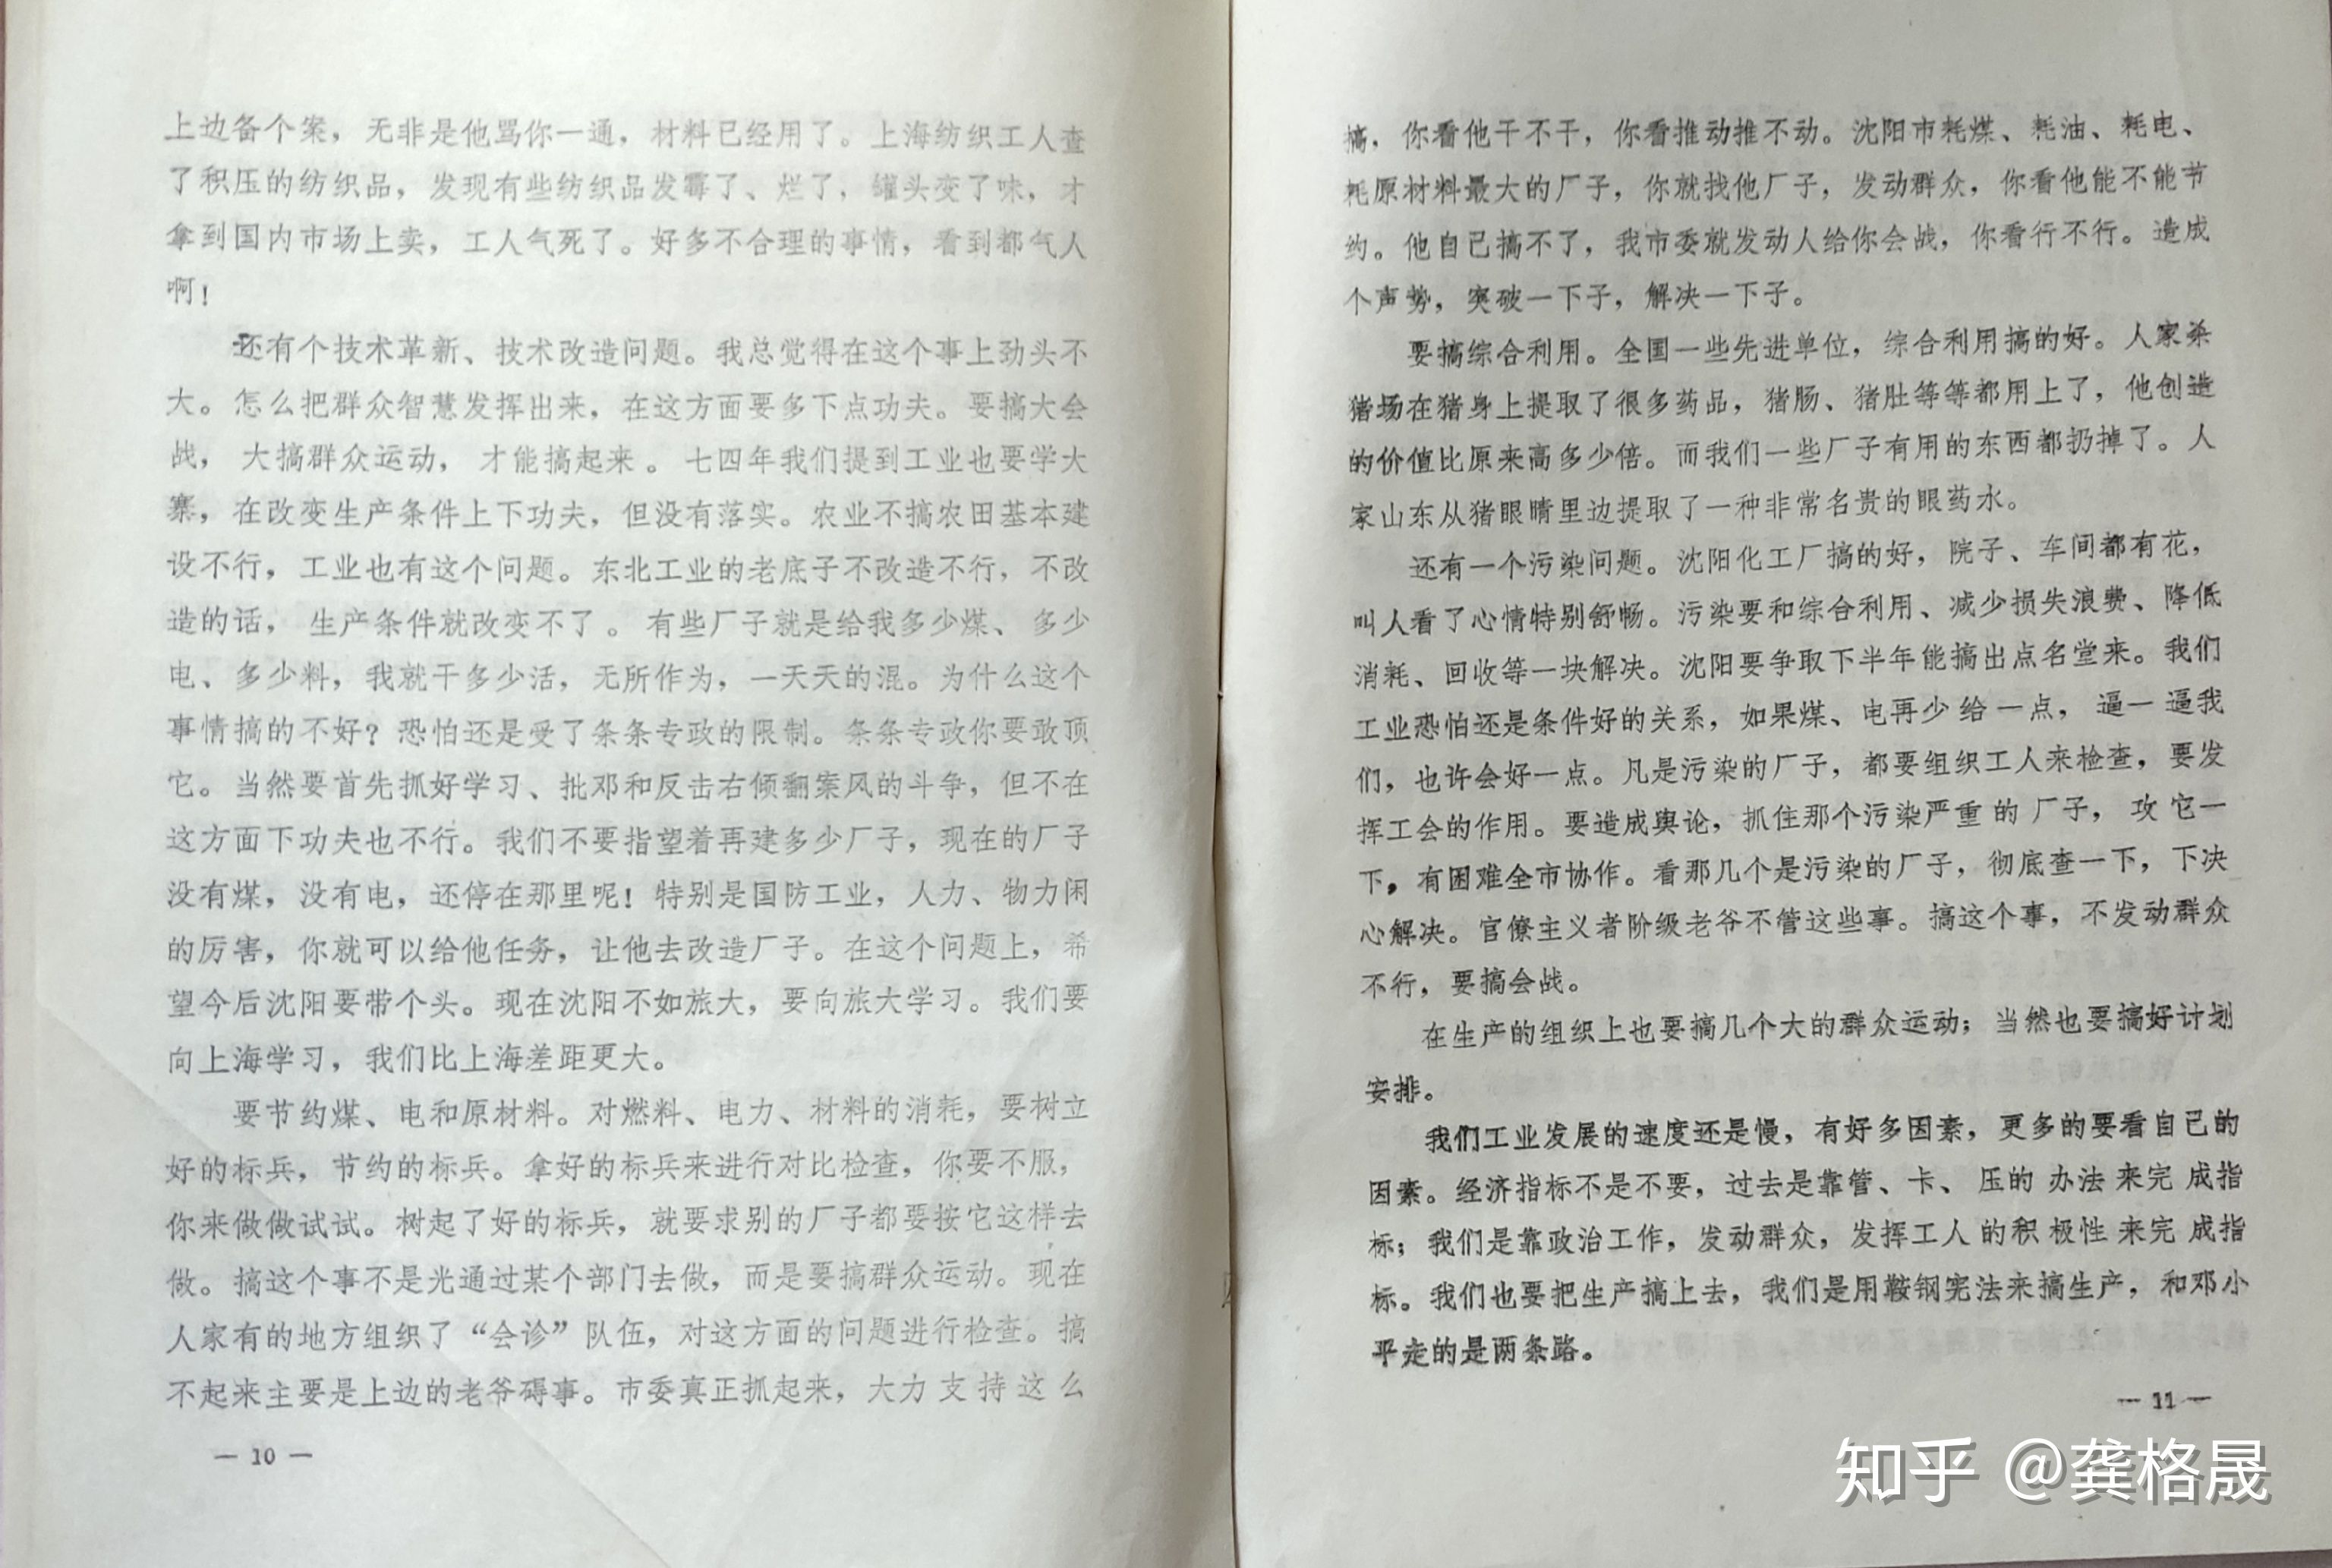 上边备个案，无非是他骂你一通，材料已经用了。上海纺织工人查
了积压的纺织品，发现有些纺织品发霉了、烂了，罐头变了味，才
拿到国内市场上卖，工人气死了。好多不合理的事情，看到都气人
啊！
还有个技术革新、技术改造问题。我总觉得在这个事上劲头不
大。怎么把群众智慧发挥出来，在这方面要多下点功夫。要搞大会
战，大搞群众运动，才能搞起来。七四年我们提到工业也要学大
寨，在改变生产条件上下功夫，但没有落实。农业不搞农田基本建
设不行，工业也有这个问题。东北工业的老底子不改造不行，不改
造的话，生产条件就改变不了。有些厂子就是给我多少煤、多少
电、多少料，我就干多少活，无所作为，一天天的混。为什么这个
事情搞的不好？恐怕还是受了条条专政的限制。条条专政你要敢顶
它。当然要首先抓好学习、批邓和反击右倾翻案风的斗争，但不在
这方面下功夫也不行。我们不要指望着再建多少厂子，现在的厂子
没有煤，没有电，还停在那里呢！特别是国防工业，人力、物力闲
的厉害，你就可以给他任务，让他去改造厂子。在这个问题上，希
望今后沈阳要带个头。现在沈阳不如旅大，要向旅大学习。我们要
向上海学习，我们比上海差距更大。
要节约煤、电和原材料。对燃料、电力、材料的消耗，要树立
好的标兵，节约的标兵。拿好的标兵来进行对比检查，你要不服，
你来做做试试。树起了好的标兵，就要求别的厂子都要按它这样去
做。搞这个事不是光通过某个部门去做，而是要搞群众运动。现在
人家有的地方组织了“会诊”队伍，对这方面的问题进行检查。搞
不起来主要是上边的老爷碍事。市委真正抓起来，大力支持这么
— 10 —
搞，你看他干不干，你看推动推不动。沈阳市耗煤、耗油、耗电、
耗原材料最大的厂子，你就找他厂子，发动群众，你看他能不能节
约。他自己搞不了，我市委就发动人给你会战，你看行不行。造成
个声势，突破一下子，解决一下子。
要搞综合利用。全国一些先进单位，综合利用搞的好。人家杀
猪场在猪身上提取了很多药品，猪肠、猪肚等等都用上了，他创造
的价值比原来高多少倍。而我们一些厂子有用的东西都扔掉了。人
家山东从猪眼睛里边提取了一种非常名贵的眼药水。
还有一个污染问题。沈阳化工厂搞的好，院子、车间都有花，
叫人看了心情特别舒畅。污染要和综合利用、减少损失浪费、降低
消耗、回收等一块解决。沈阳要争取下半年能搞出点名堂来。我们
工业恐怕还是条件好的关系，如果煤、电再少给一点，逼一逼我
们，也许会好一点。凡是污染的厂子，都要组织工人来检查，要发
挥工会的作用。要造成舆论，抓住那个污染严重的厂子，攻它一
下，有困难全市协作。看那几个是污染的厂子，彻底查一下，下决
心解决。官僚主义者阶级老爷不管这些事。搞这个事，不发动群众
不行，要搞会战。
在生产的组织上也要搞几个大的群众运动；当然也要搞好计划
安排。
我们工业发展的速度还是慢，有好多因素，更多的要看自己的
因素。经济指标不是不要，过去是靠管、卡、压的办法来完成指
标；我们是靠政治工作，发动群众，发挥工人的积极性来完成指
标。我们也要把生产搞上去，我们是用鞍钢宪法来搞生产，和邓小
平走的是两条路。
— 11 —
知乎 @龚格晟